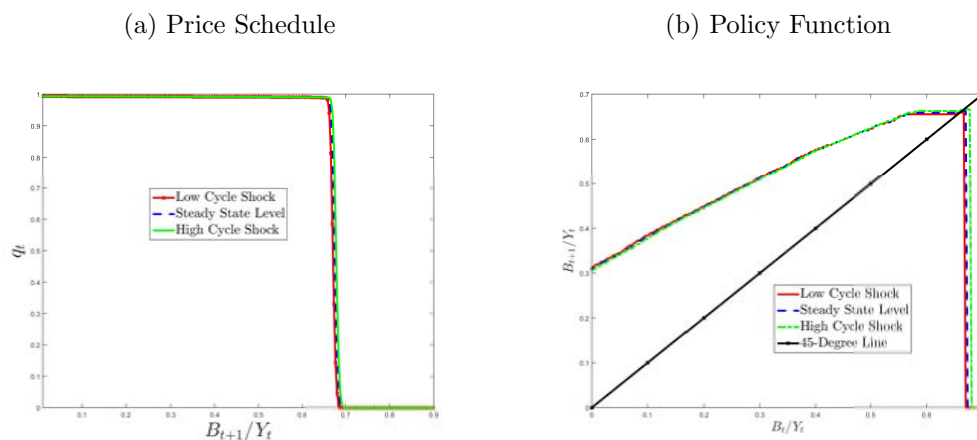 (a) Price Schedule
(b) Policy Function
1
0.9
0.8
0.7
0.6
0.5
0.4
0.3
0.2
0.1
0
q_t
Low Cycle Shock
Steady State Level
High Cycle Shock
0.1 0.2 0.3 0.4 0.5 0.6 0.7 0.8 0.9
B_{t+1}/Y_t
0.7
0.6
0.5
0.4
0.3
0.2
0.1
0
B_{t+1}/Y_t
Low Cycle Shock
Steady State Level
High Cycle Shock
45-Degree Line
0 0.1 0.2 0.3 0.4 0.5 0.6
B_t/Y_t